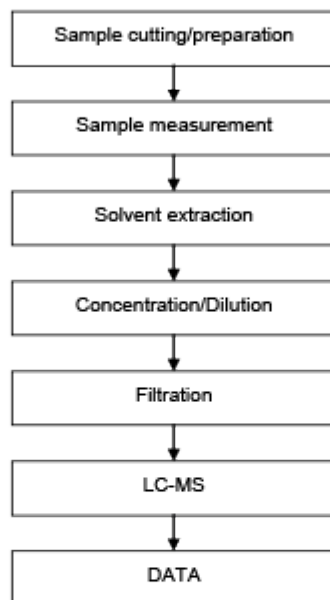 Sample cutting/preparation
Sample measurement
Solvent extraction
Concentration/Dilution
Filtration
LC-MS
DATA